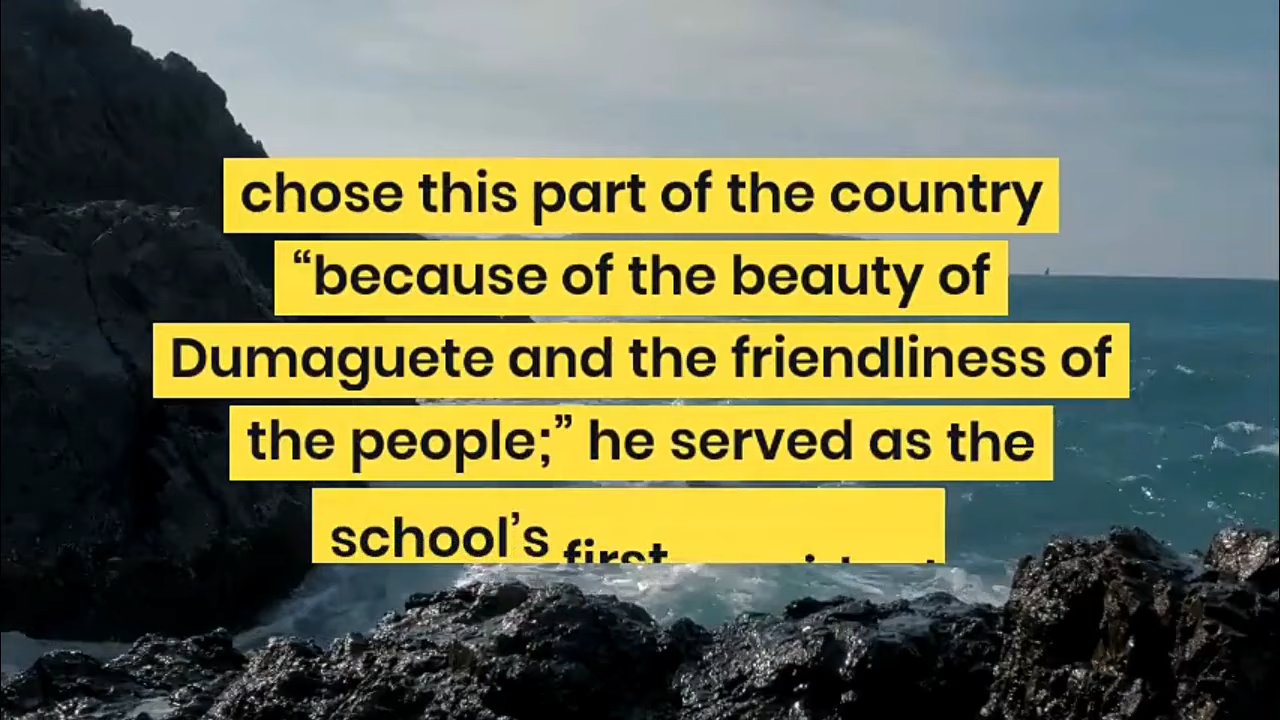 chose this part of the country
“because of the beauty of
Dumaguete and the friendliness of
the people;” he served as the
school’s first